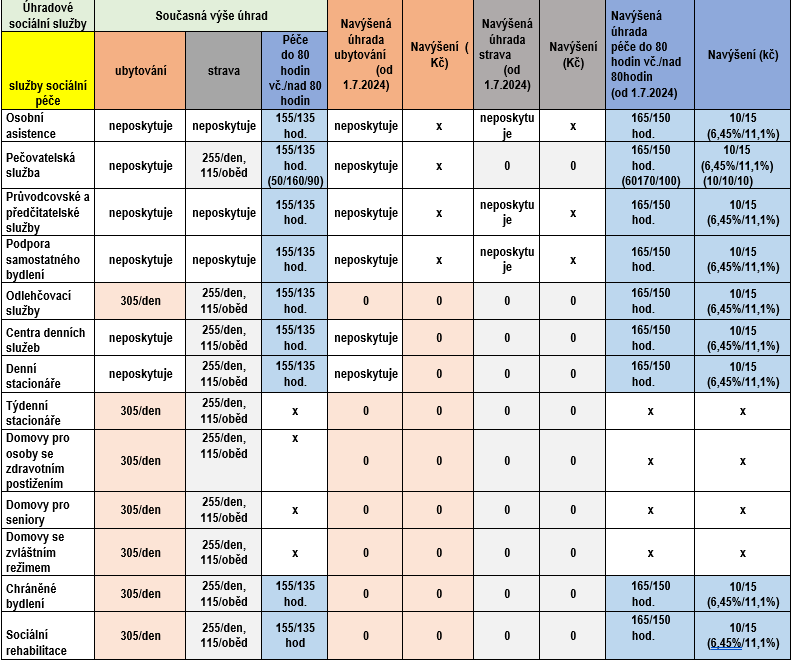 Úhradové
sociální služby
Současná výše úhrad
Navýšená
úhrada
ubytování
(od
1.7.2024)
Navýšení (
Kč)
Navýšená
úhrada
strava
(od
1.7.2024)
Navýšení
(Kč)
Navýšená
úhrada
péče do 80
hodin vč./nad
80hodin
(od 1.7.2024)
Navýšení (kč)
služby sociální
péče
ubytování
strava
Péče
do 80
hodin
vč./nad 80
hodin
Osobní
asistence
neposkytuje
neposkytuje
155/135
hod.
neposkytuje
x
neposkytu
je
x
165/150
hod.
10/15
(6,45%/11,1%)
Pečovatelská
služba
neposkytuje
255/den,
115/oběd
155/135
hod.
(50/160/90)
neposkytuje
x
0
0
165/150
hod.
(60170/100)
10/15
(6,45%/11,1%)
(10/10/10)
Průvodcovské a
předčitatelské
služby
neposkytuje
neposkytuje
155/135
hod.
neposkytuje
x
neposkytu
je
x
165/150
hod.
10/15
(6,45%/11,1%)
Podpora
samostatného
bydlení
neposkytuje
neposkytuje
155/135
hod.
neposkytuje
x
neposkytu
je
x
165/150
hod.
10/15
(6,45%/11,1%)
Odlehčovací
služby
305/den
255/den,
115/oběd
155/135
hod.
0
0
0
0
165/150
hod.
10/15
(6,45%/11,1%)
Centra denních
služeb
neposkytuje
255/den,
115/oběd
155/135
hod.
neposkytuje
0
0
0
165/150
hod.
10/15
(6,45%/11,1%)
Denní
stacionáře
neposkytuje
255/den,
115/oběd
155/135
hod.
neposkytuje
0
0
0
165/150
hod.
10/15
(6,45%/11,1%)
Týdenní
stacionáře
305/den
255/den,
115/oběd
x
0
0
0
0
x
x
Domovy pro
osoby se
zdravotním
postižením
305/den
255/den,
115/oběd
x
0
0
0
0
x
x
Domovy pro
seniory
305/den
255/den,
115/oběd
x
0
0
0
0
x
x
Domovy se
zvláštním
režimem
305/den
255/den,
115/oběd
x
0
0
0
0
x
x
Chráněné
bydlení
305/den
255/den,
115/oběd
155/135
hod.
0
0
0
0
165/150
hod.
10/15
(6,45%/11,1%)
Sociální
rehabilitace
305/den
255/den,
115/oběd
155/135
hod
0
0
0
0
165/150
hod.
10/15
(6,45%/11,1%)